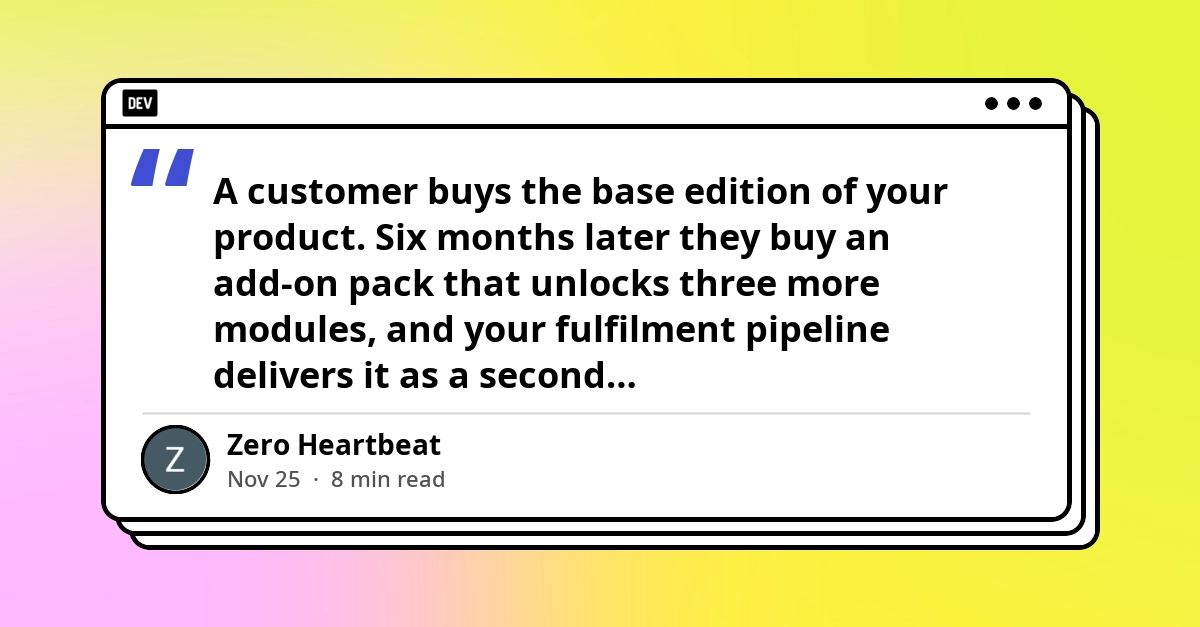 DEV
A customer buys the base edition of your
product. Six months later they buy an
add-on pack that unlocks three more
modules, and your fulfilment pipeline
delivers it as a second...
Z
Zero Heartbeat
Nov 25 · 8 min read